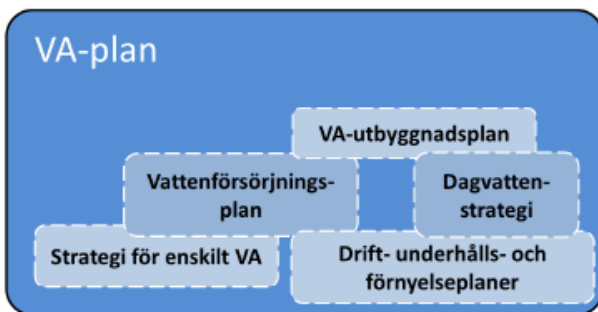 VA-plan
VA-utbyggnadsplan
Vattenförsörjnings-
plan
Dagvatten-
strategi
Strategi för enskilt VA
Drift- underhålls- och
förnyelseplaner